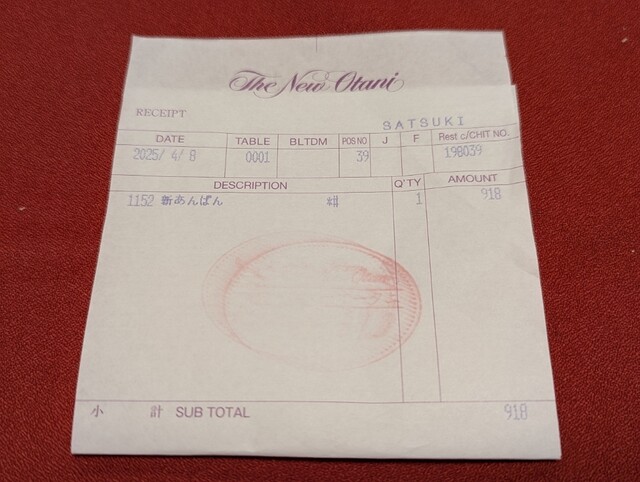 The New Otani
RECEIPT
SATSUKI
DATE TABLE BLTDM POS NO J F Rest c/CHIT NO.
2025/ 4/ 8 0001 39 198039
DESCRIPTION Q'TY AMOUNT
1152 新あんぱん *# 1 918
小 計 SUB TOTAL 918